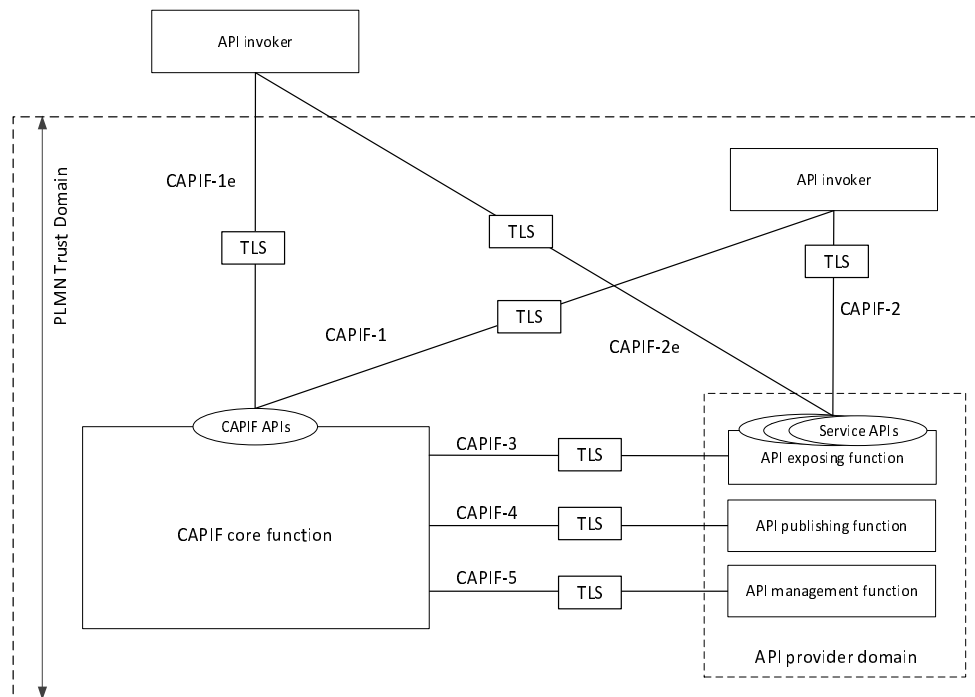 API invoker
PLMN Trust Domain
CAPIF-1e
API invoker
TLS
TLS
TLS
CAPIF-2
TLS
CAPIF-1
CAPIF-2e
CAPIF APIs
Service APIs
CAPIF-3
TLS
API exposing function
CAPIF core function
CAPIF-4
TLS
API publishing function
CAPIF-5
TLS
API management function
API provider domain